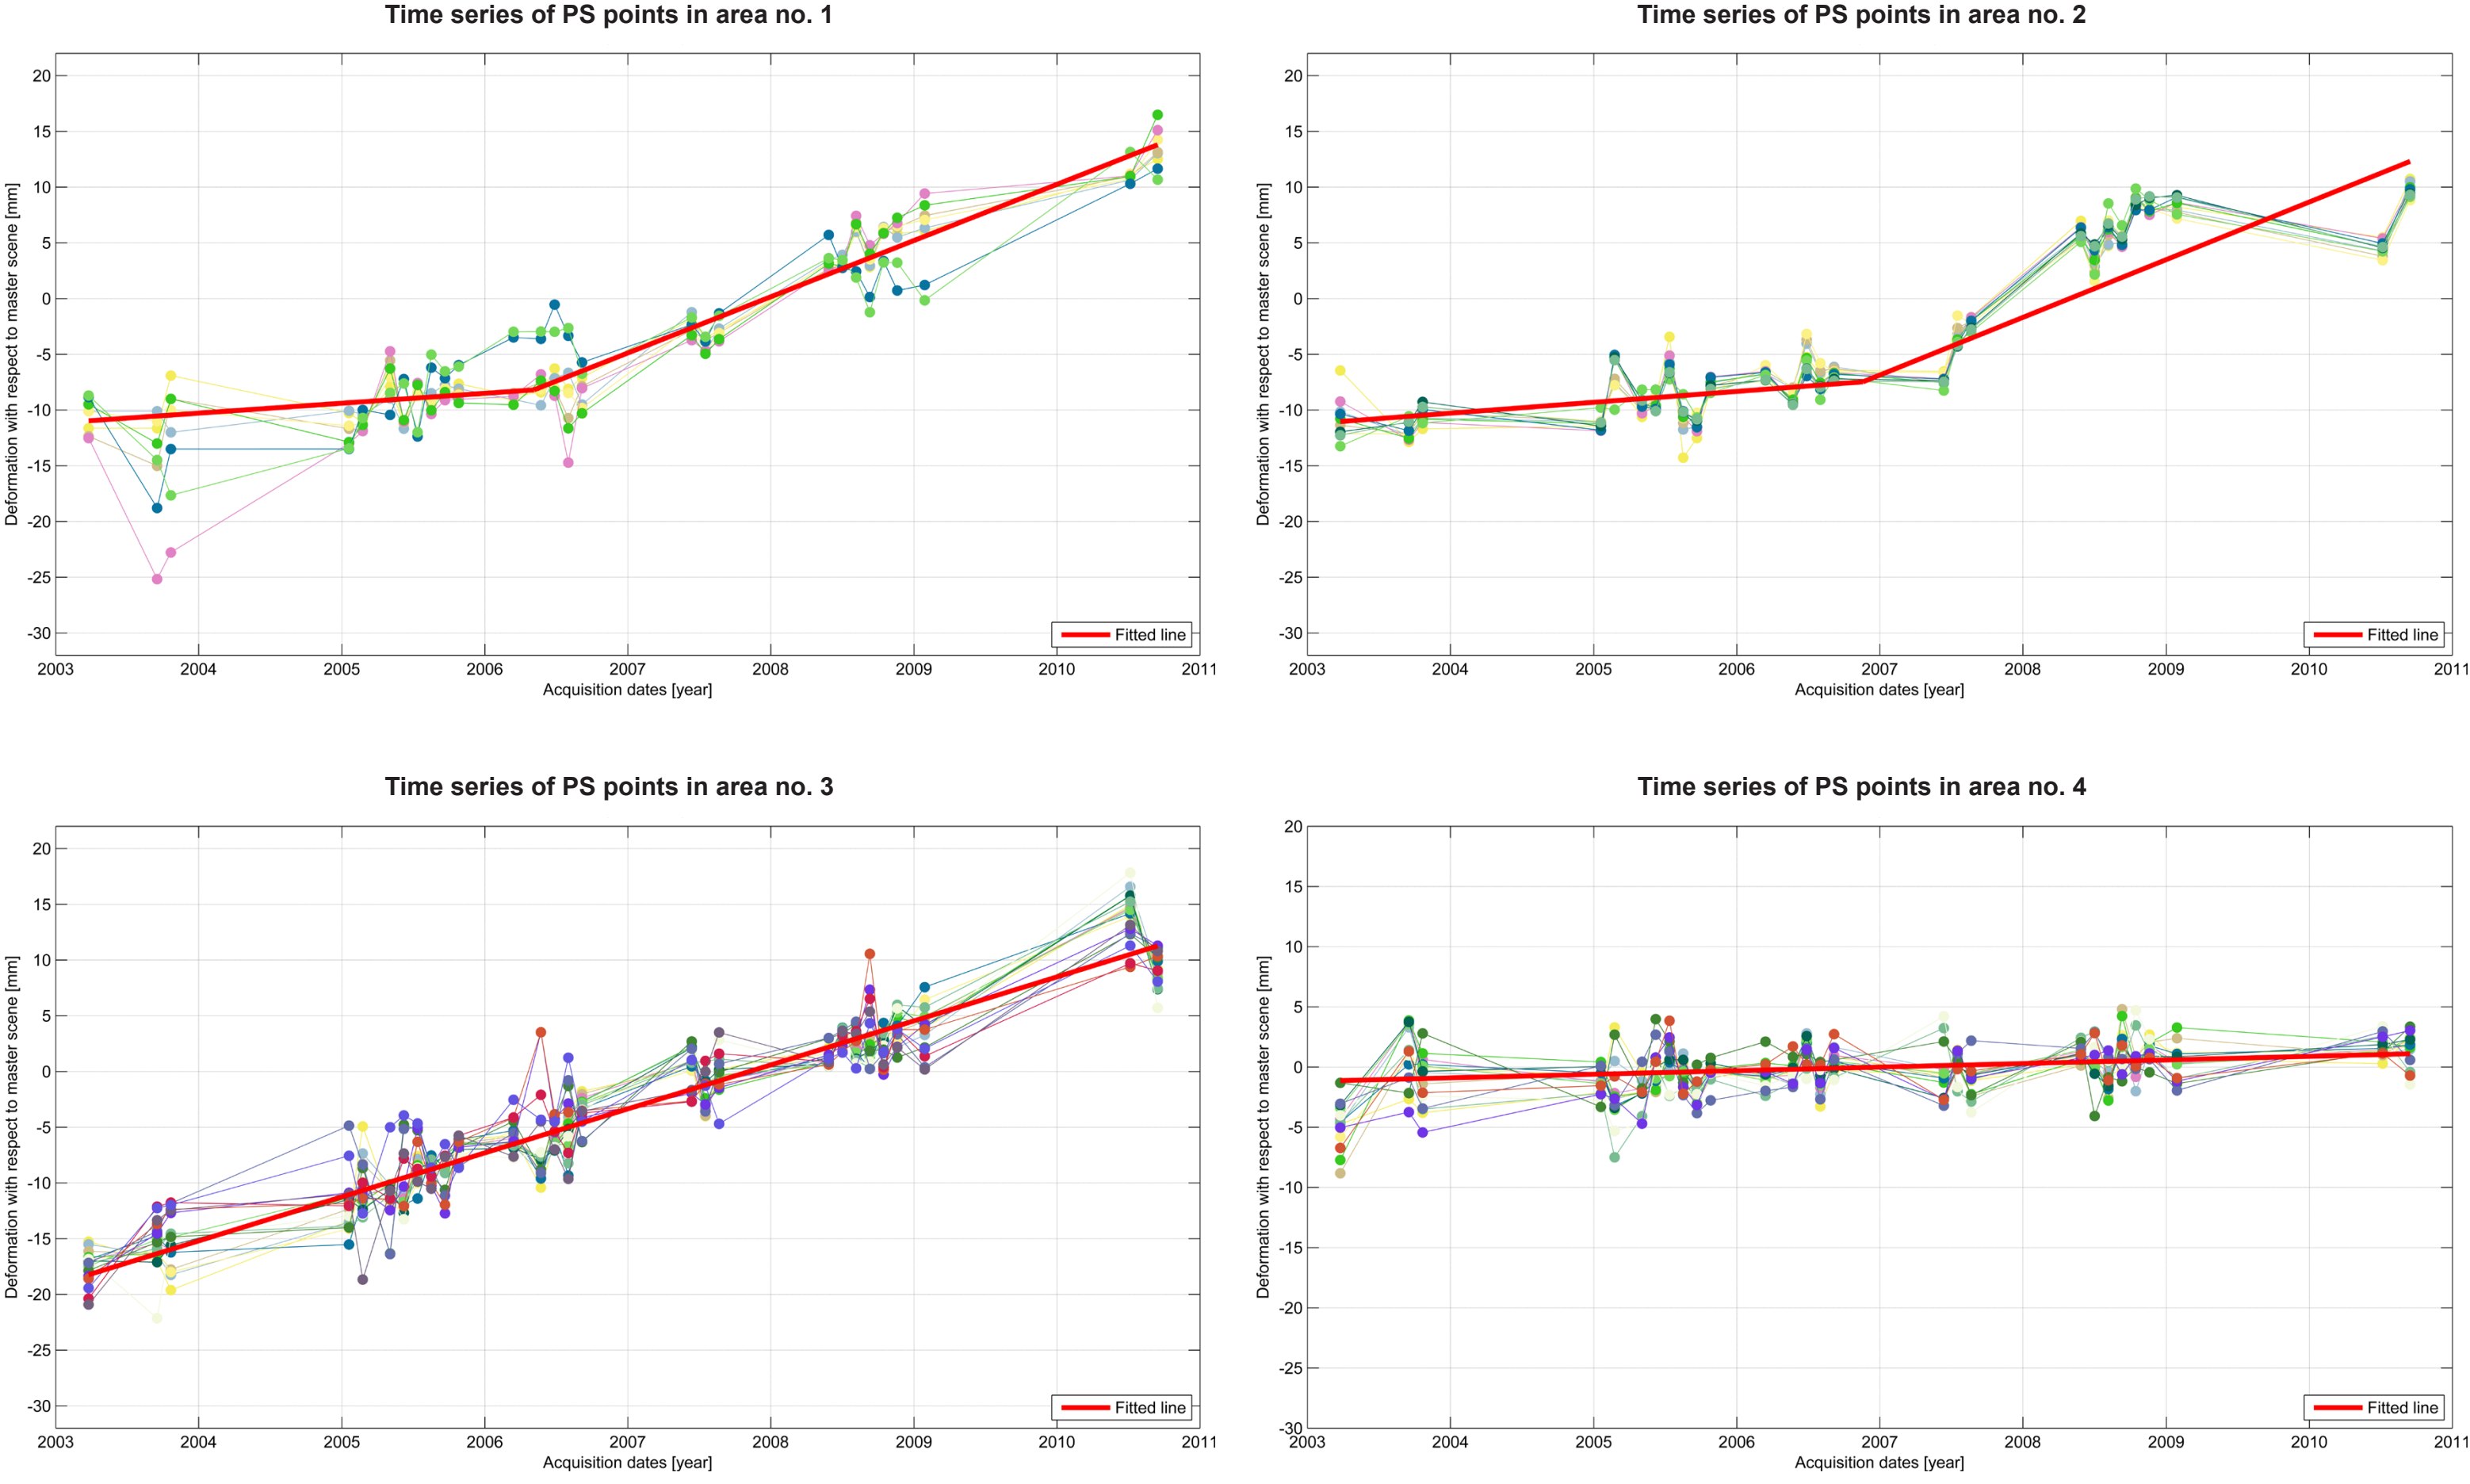 Time series of PS points in area no. 1
Deformation with respect to master scene [mm]
20
15
10
5
0
-5
-10
-15
-20
-25
-30
Fitted line
2003 2004 2005 2006 2007 2008 2009 2010 2011
Acquisition dates [year]
Time series of PS points in area no. 2
Deformation with respect to master scene [mm]
20
15
10
5
0
-5
-10
-15
-20
-25
-30
Fitted line
2003 2004 2005 2006 2007 2008 2009 2010 2011
Acquisition dates [year]
Time series of PS points in area no. 3
Deformation with respect to master scene [mm]
20
15
10
5
0
-5
-10
-15
-20
-25
-30
Fitted line
2003 2004 2005 2006 2007 2008 2009 2010 2011
Acquisition dates [year]
Time series of PS points in area no. 4
Deformation with respect to master scene [mm]
20
15
10
5
0
-5
-10
-15
-20
-25
-30
Fitted line
2003 2004 2005 2006 2007 2008 2009 2010 2011
Acquisition dates [year]